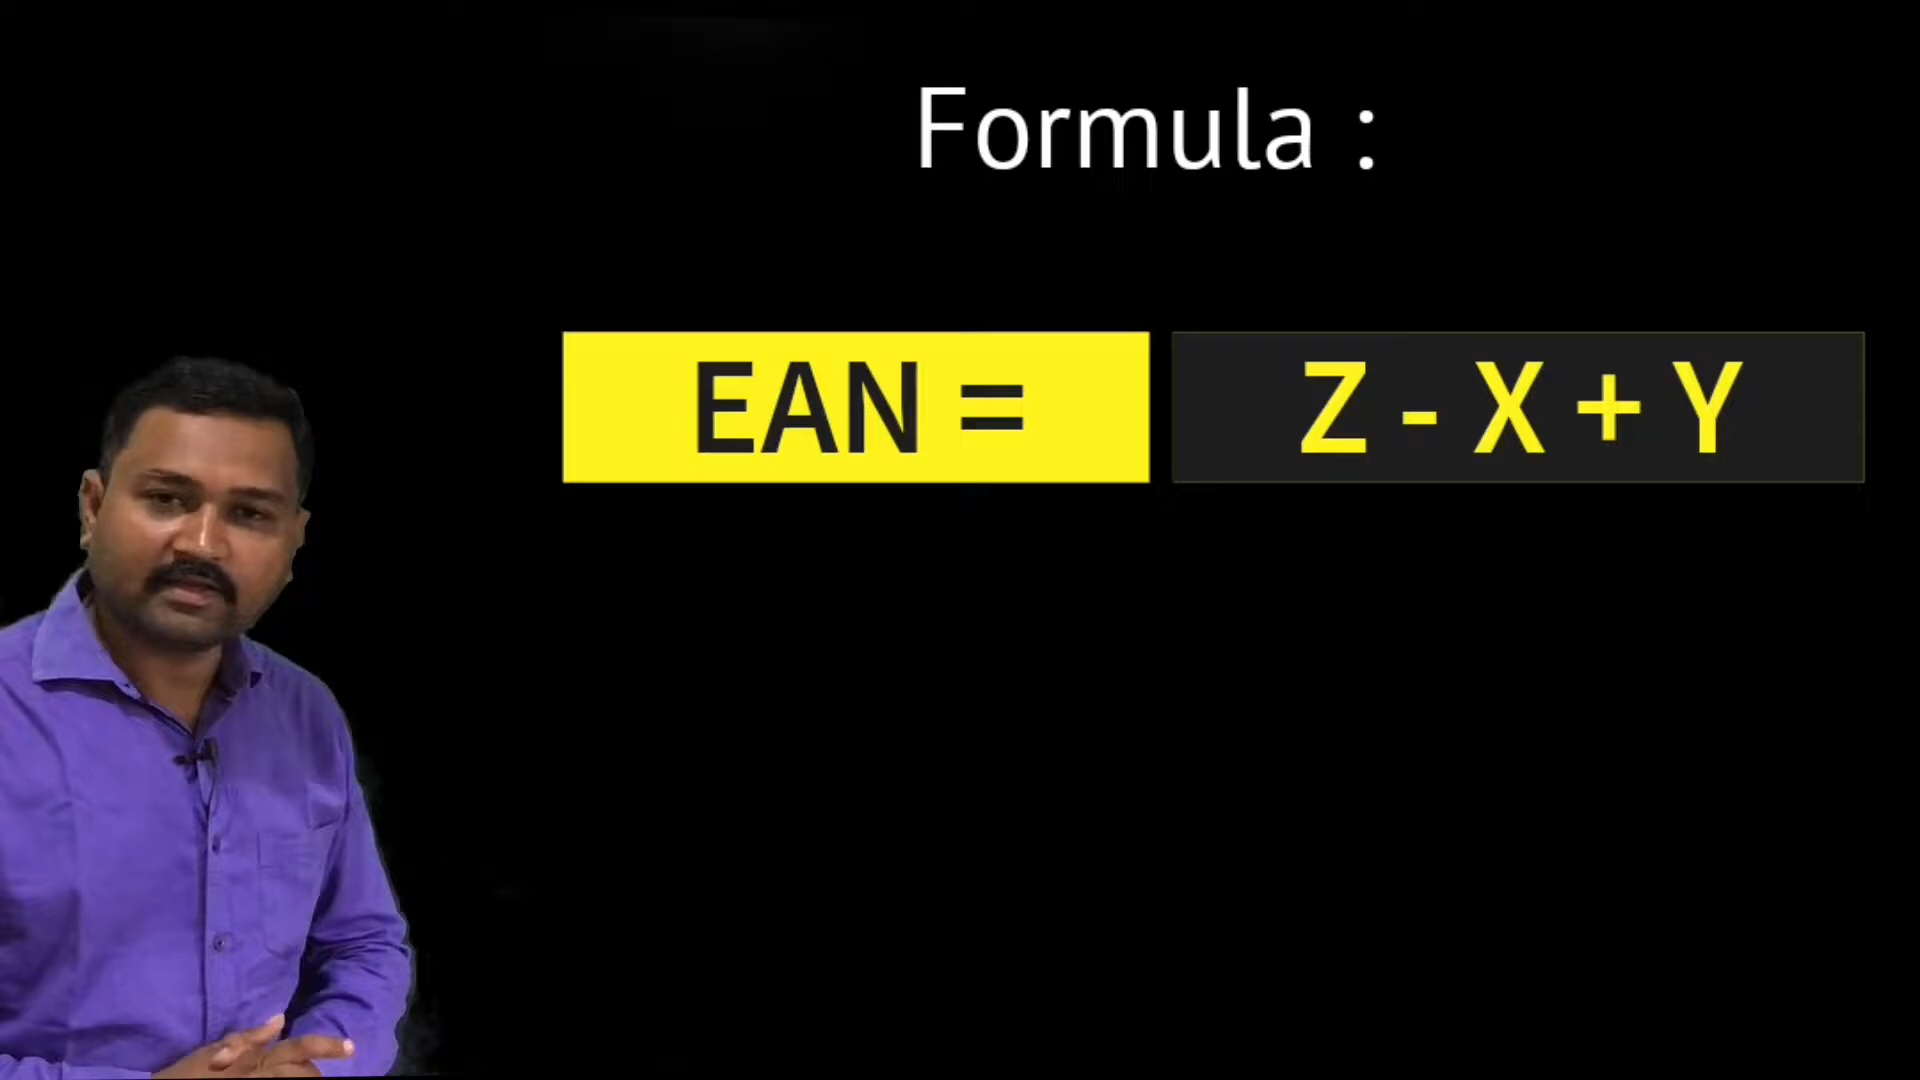 Formula :
EAN = Z - X + Y